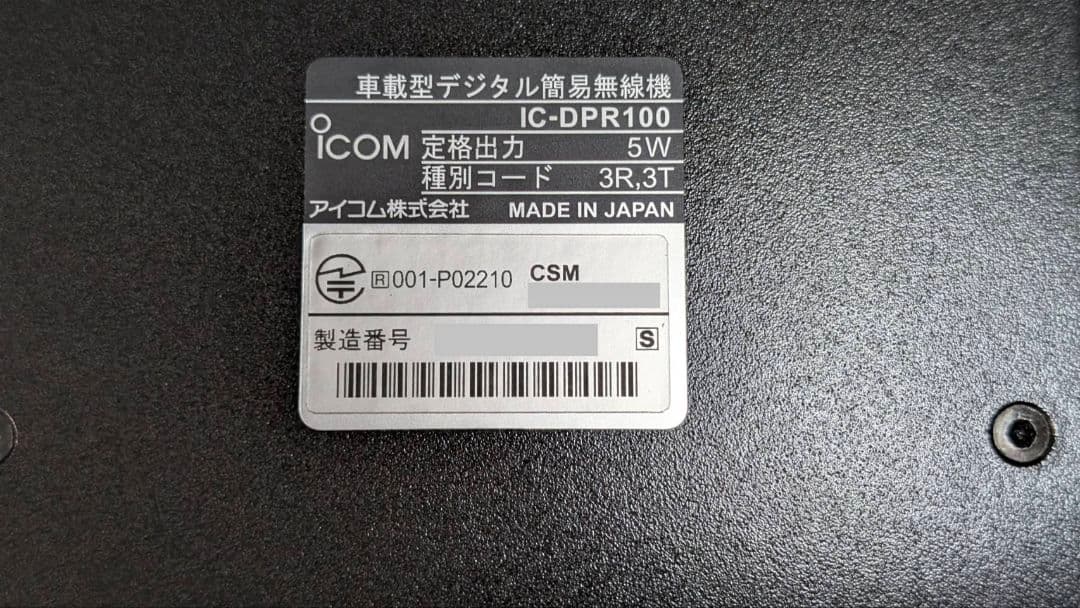 車載型デジタル簡易無線機
IC-DPR100
ICOM
定格出力 5W
種別コード 3R,3T
アイコム株式会社 MADE IN JAPAN
R 001-P02210 CSM
製造番号 S